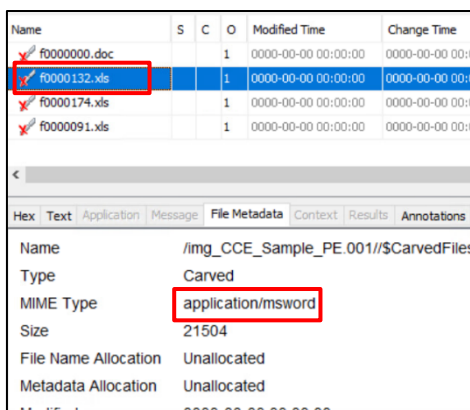 Name S C O Modified Time Change Time
f0000000.doc 1 0000-00-00 00:00:00 0000-00-00 00:
f0000132.xls 1 0000-00-00 00:00:00 0000-00-00 00:
f0000174.xls 1 0000-00-00 00:00:00 0000-00-00 00:
f0000091.xls 1 0000-00-00 00:00:00 0000-00-00 00:
Hex Text Application Message File Metadata Context Results Annotations
Name /img_CCE_Sample_PE.001//$CarvedFiles
Type Carved
MIME Type application/msword
Size 21504
File Name Allocation Unallocated
Metadata Allocation Unallocated